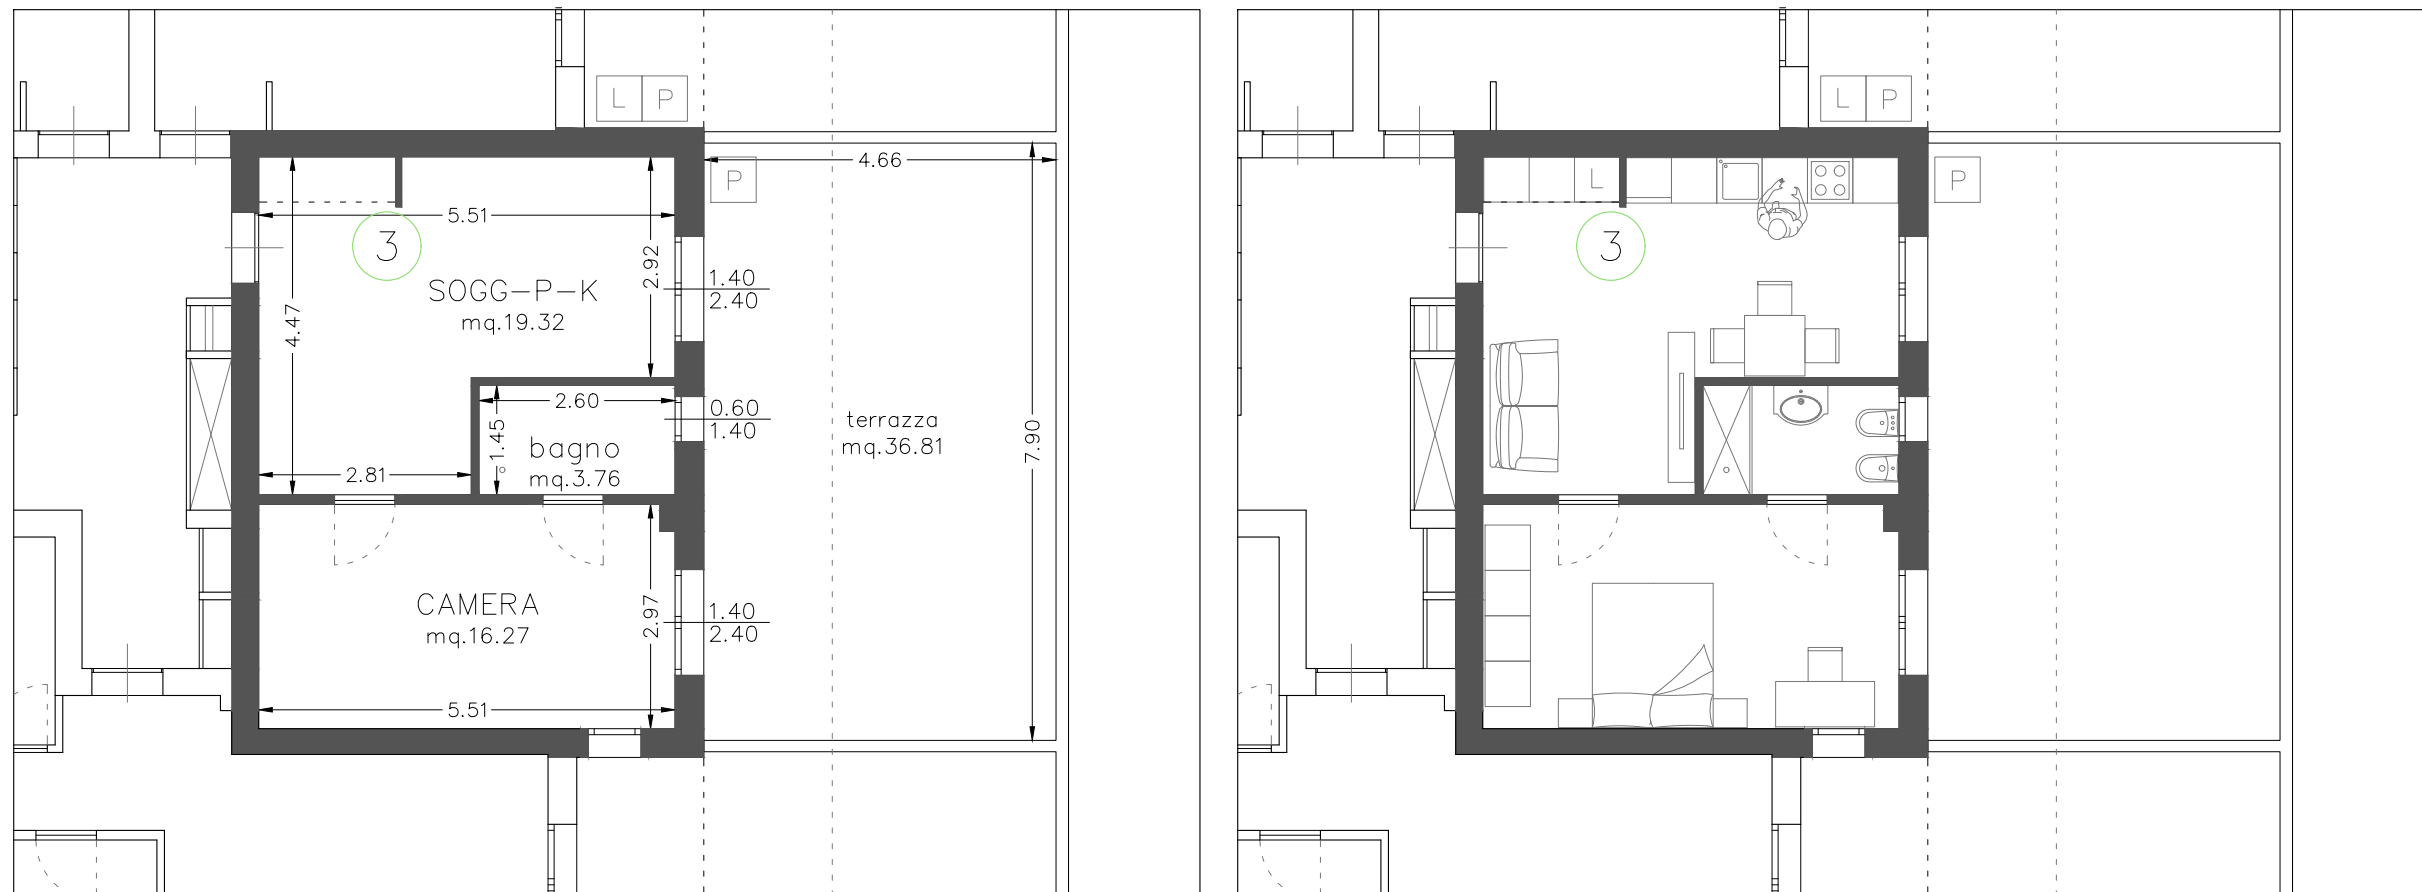 L P
4.66
P
5.51
3
2.92
SOGG-P-K
mq.19.32
1.40
2.40
4.47
2.60
0.60
1.40
1.45
bagno
mq.3.76
2.81
terrazza
mq.36.81
7.90
CAMERA
mq.16.27
2.97
1.40
2.40
5.51
L P
L
P
3